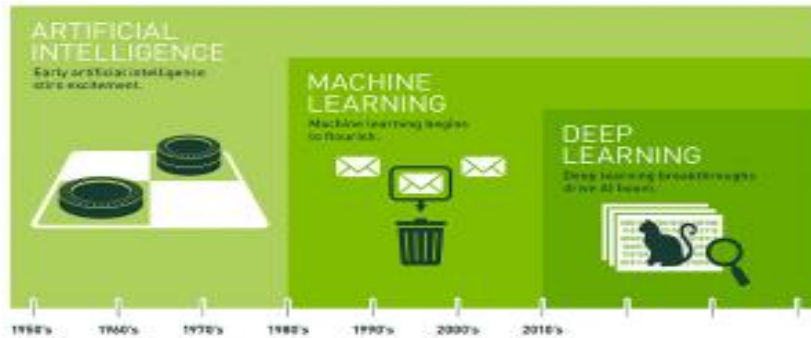 ARTIFICIAL
INTELLIGENCE
Early artificial intelligence
stirs excitement.
MACHINE
LEARNING
Machine learning begins
to flourish.
DEEP
LEARNING
Deep learning breakthroughs
drive AI boom.
1950's 1960's 1970's 1980's 1990's 2000's 2010's